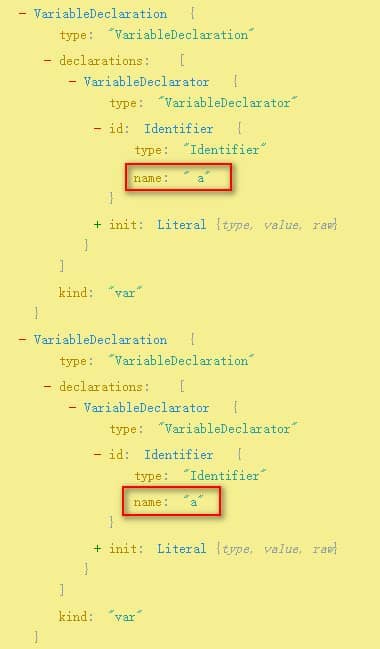 − VariableDeclaration {
type: "VariableDeclaration"
− declarations: [
− VariableDeclarator {
type: "VariableDeclarator"
− id: Identifier {
type: "Identifier"
name: " a"
}
+ init: Literal {type, value, raw}
}
]
kind: "var"
}
− VariableDeclaration {
type: "VariableDeclaration"
− declarations: [
− VariableDeclarator {
type: "VariableDeclarator"
− id: Identifier {
type: "Identifier"
name: "a"
}
+ init: Literal {type, value, raw}
}
]
kind: "var"
}